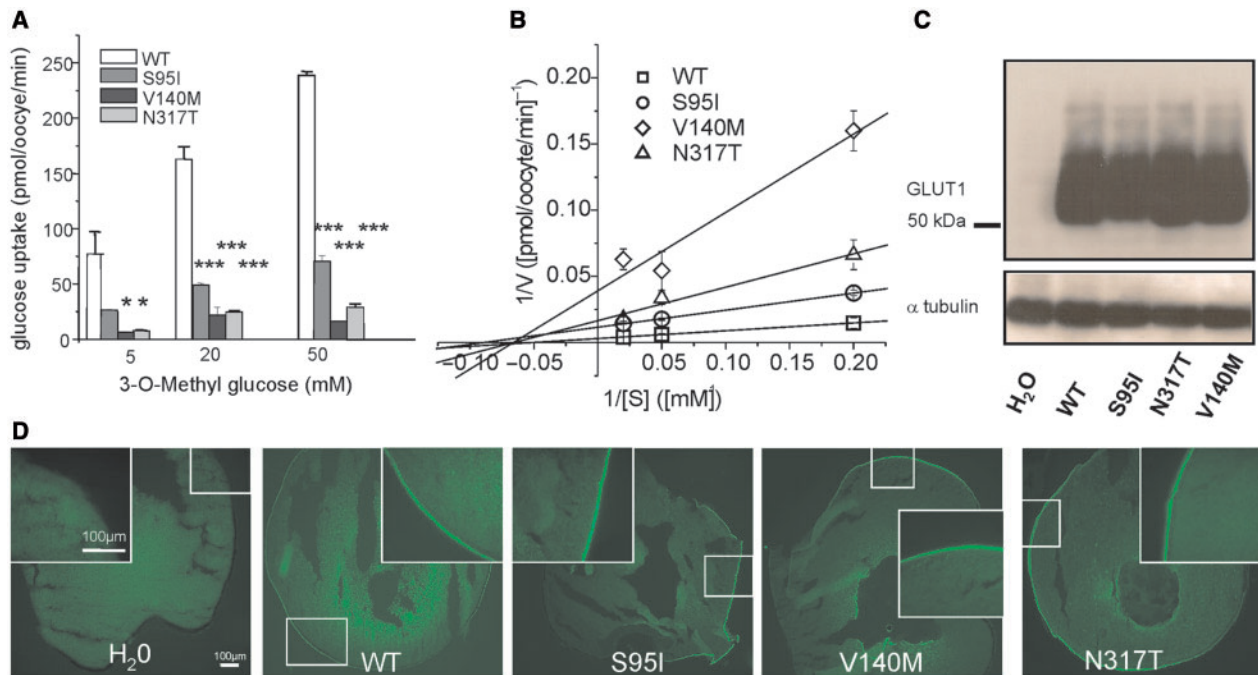 A
glucose uptake (pmol/oocye/min)
250
200
150
100
50
0
WT
S95I
V140M
N317T
* *
***
*** ***
*** ***
***
5 20 50
3-O-Methyl glucose (mM)
B
1/V ([pmol/oocyte/min]⁻¹
0.20
0.15
0.10
0.05
WT
S95I
V140M
N317T
−0.10 −0.05 0.05 0.10 0.15 0.20
1/[S] ([mM]¹)
C
GLUT1
50 kDa
α tubulin
H₂O WT S95I N317T V140M
D
100µm
H₂0
100µm
WT
S95I
V140M
N317T